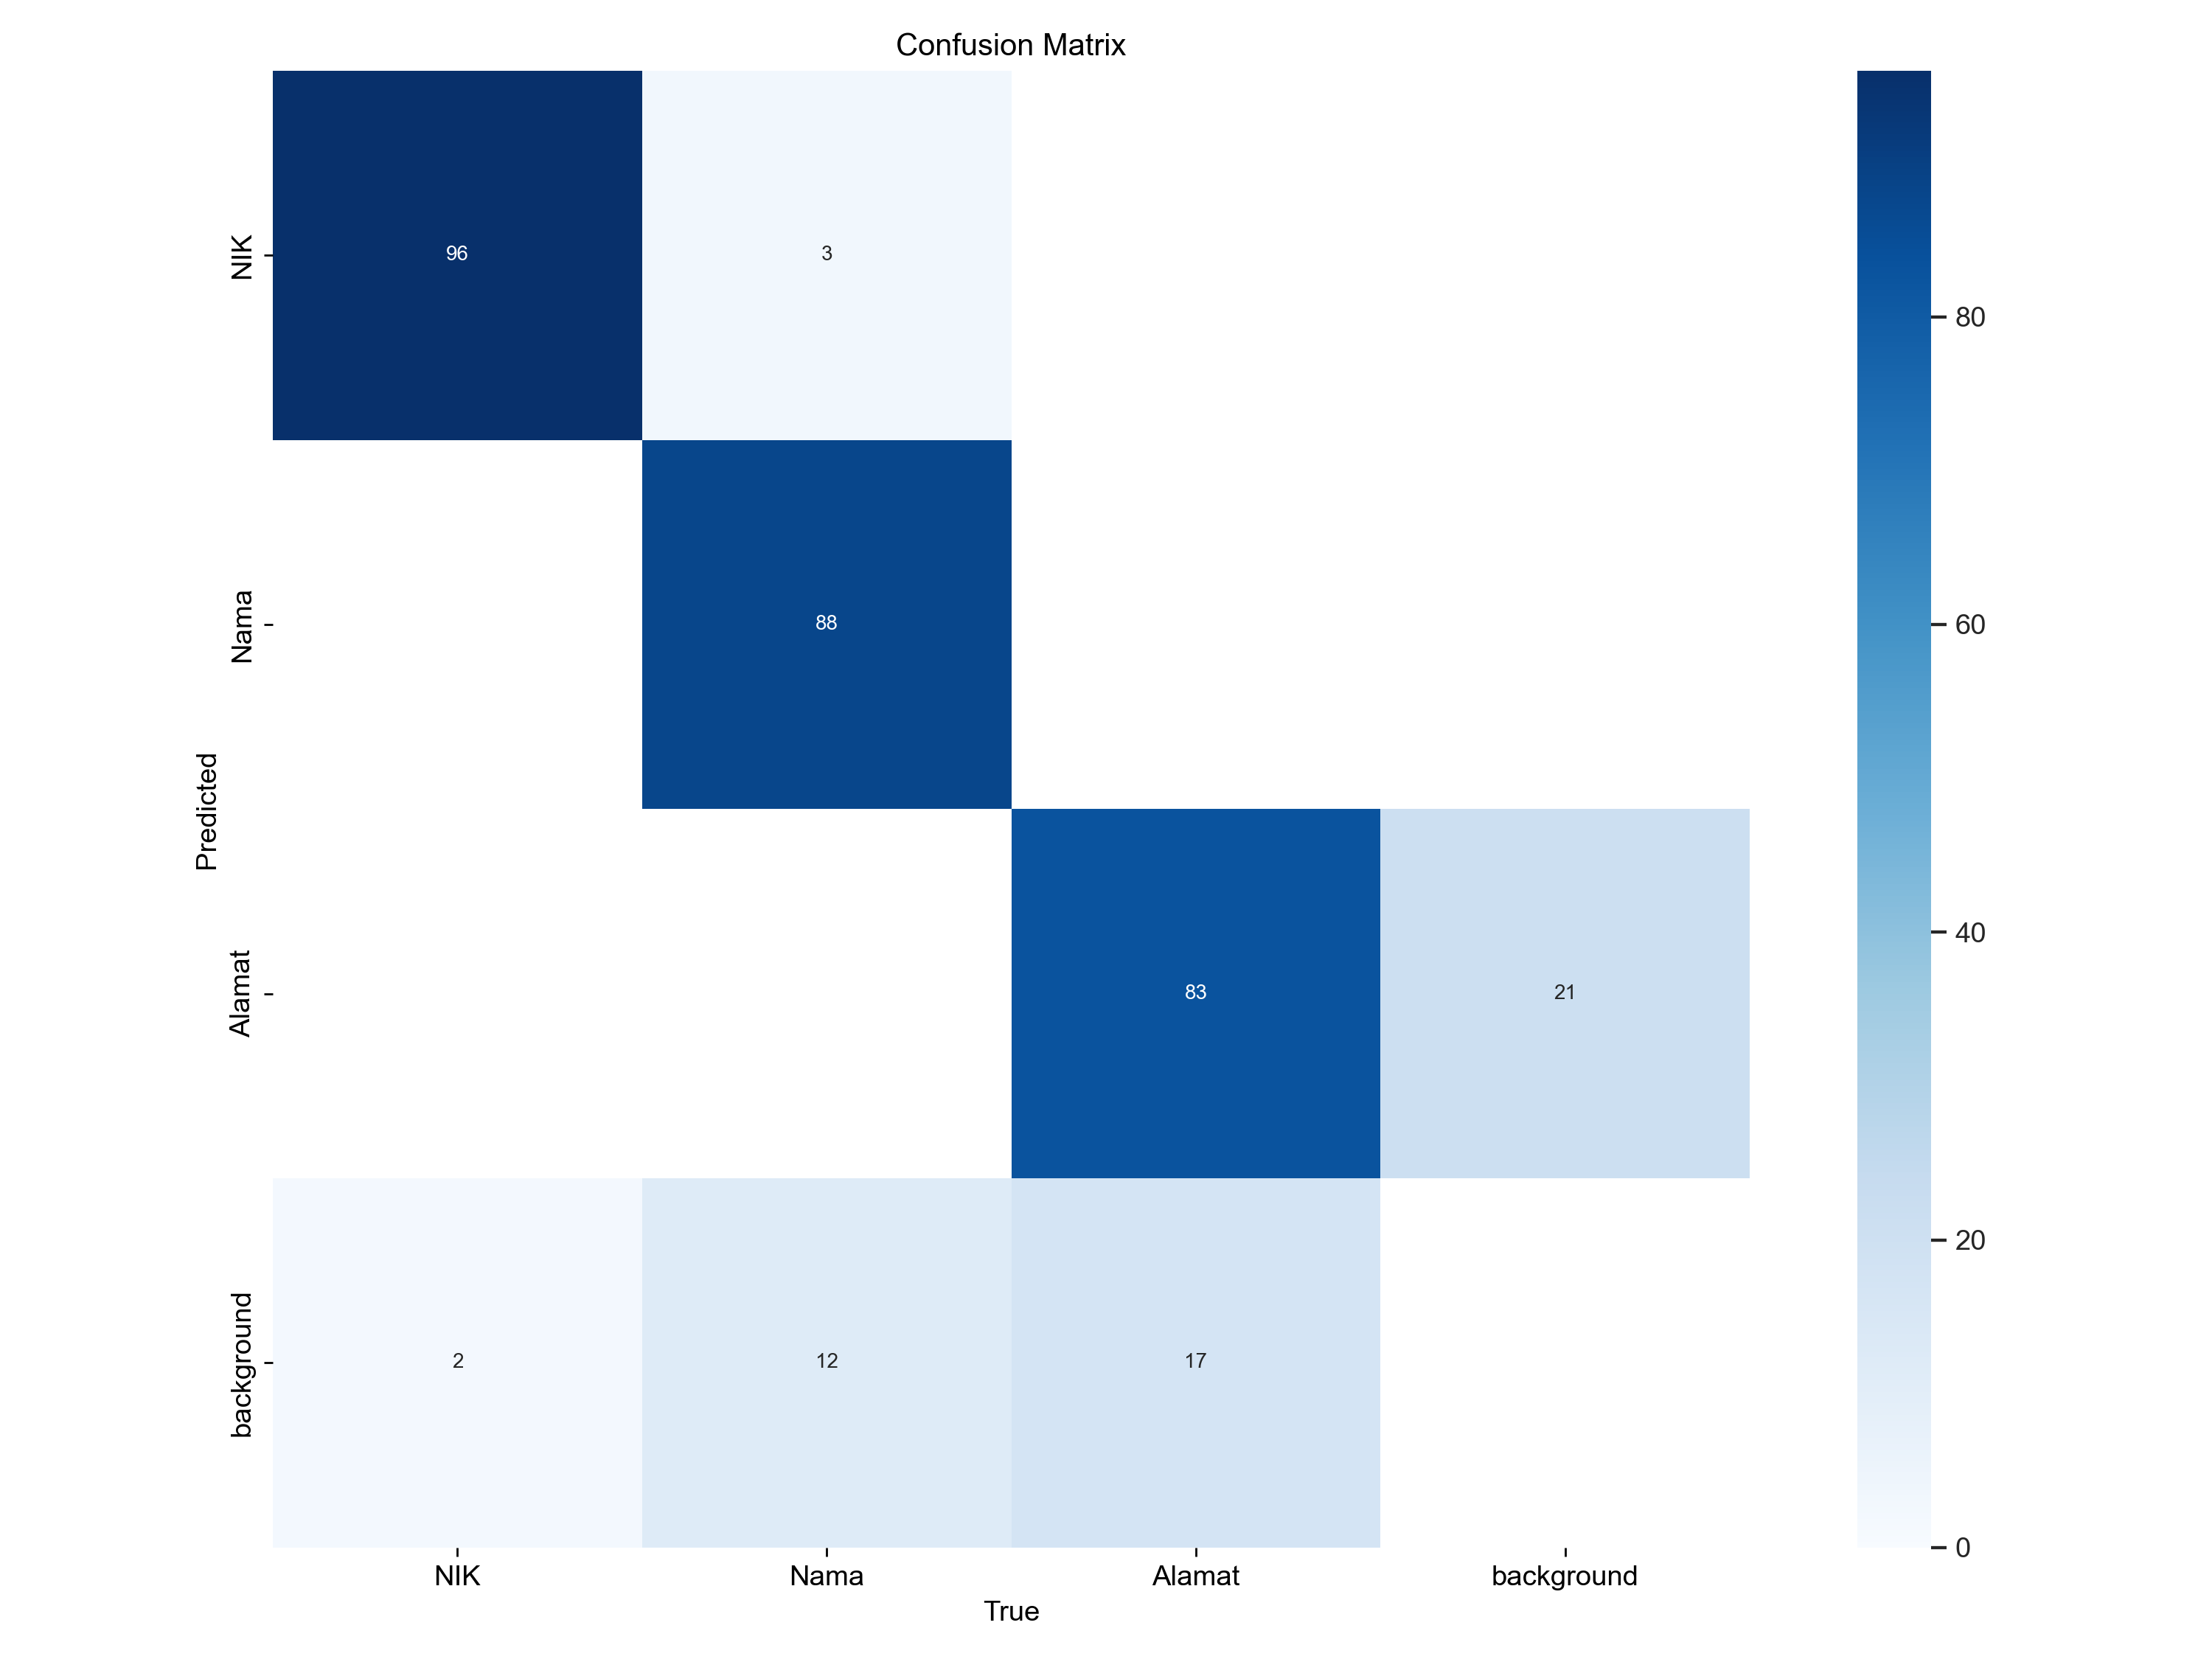 Confusion Matrix
NIK
96
3
Nama
88
Predicted
Alamat
83
21
background
2
12
17
NIK
Nama
Alamat
background
True
80
60
40
20
0